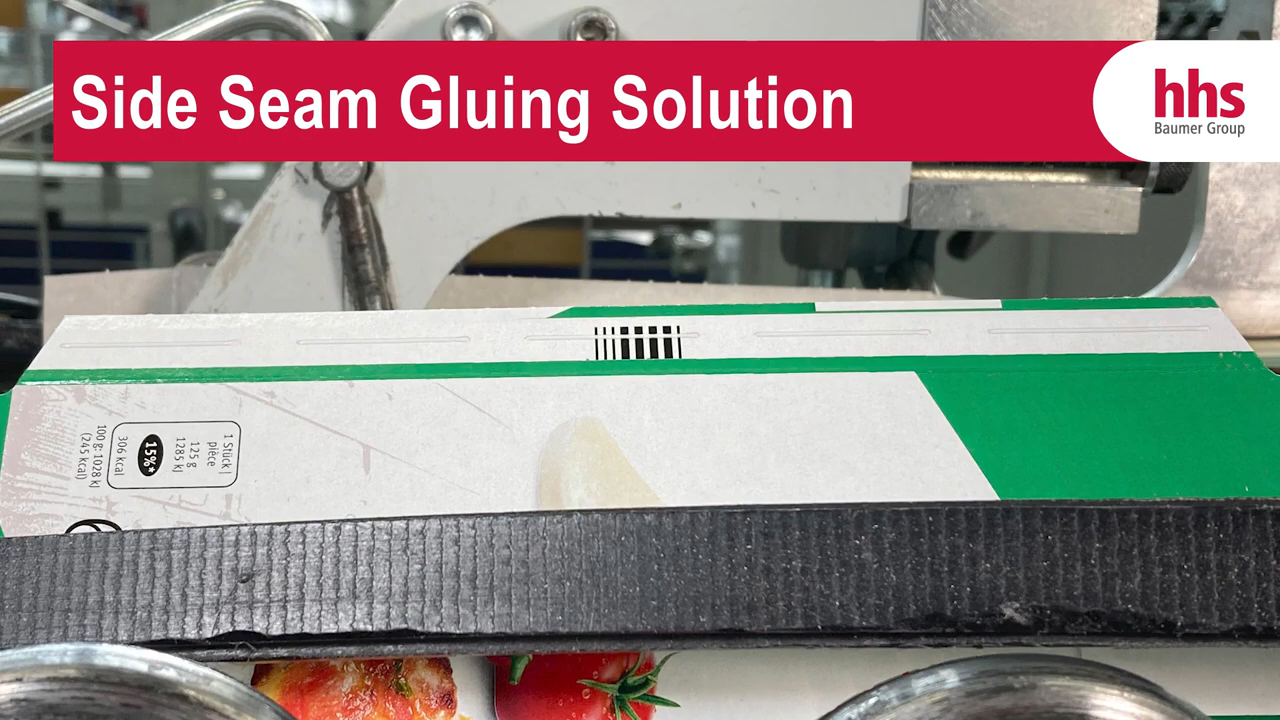 Side Seam Gluing Solution
hhs
Baumer Group
1 Stück |
pièce
125 g
1285 kJ
15%*
306 kcal
100 g: 1028 kJ
(245 kcal)